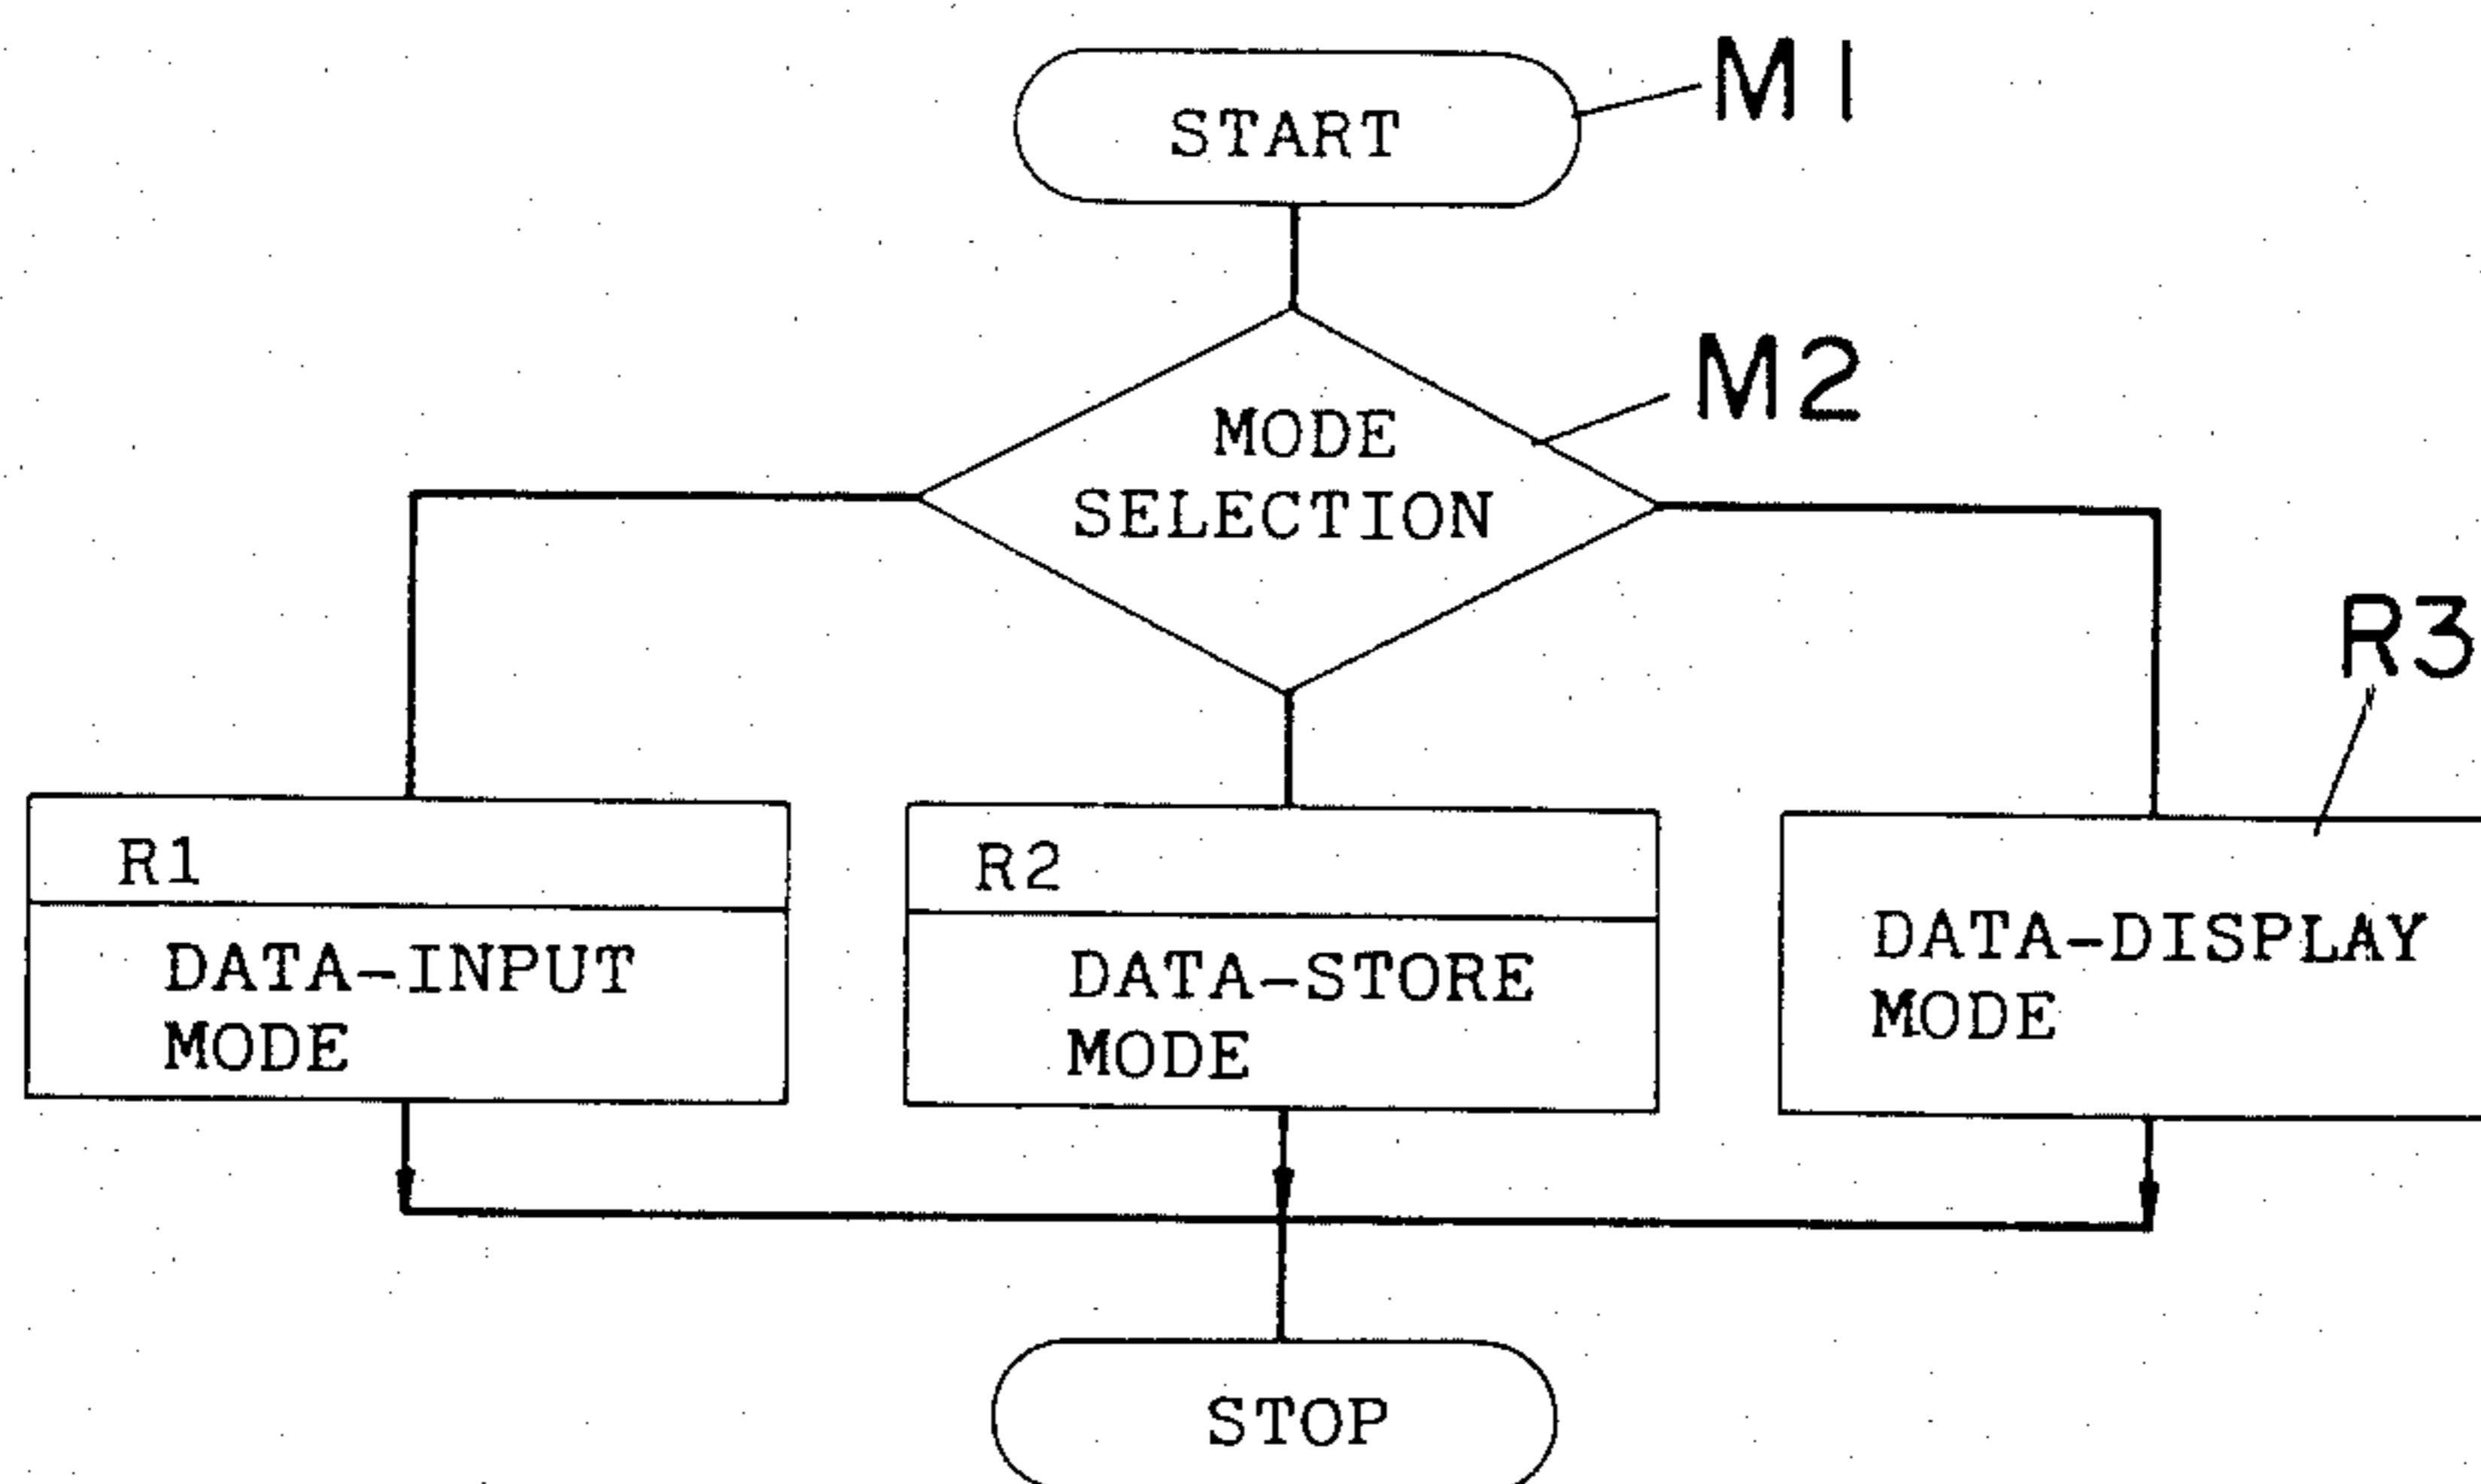 START
M1
MODE
SELECTION
M2
R3
R1
DATA-INPUT
MODE
R2
DATA-STORE
MODE
DATA-DISPLAY
MODE
STOP